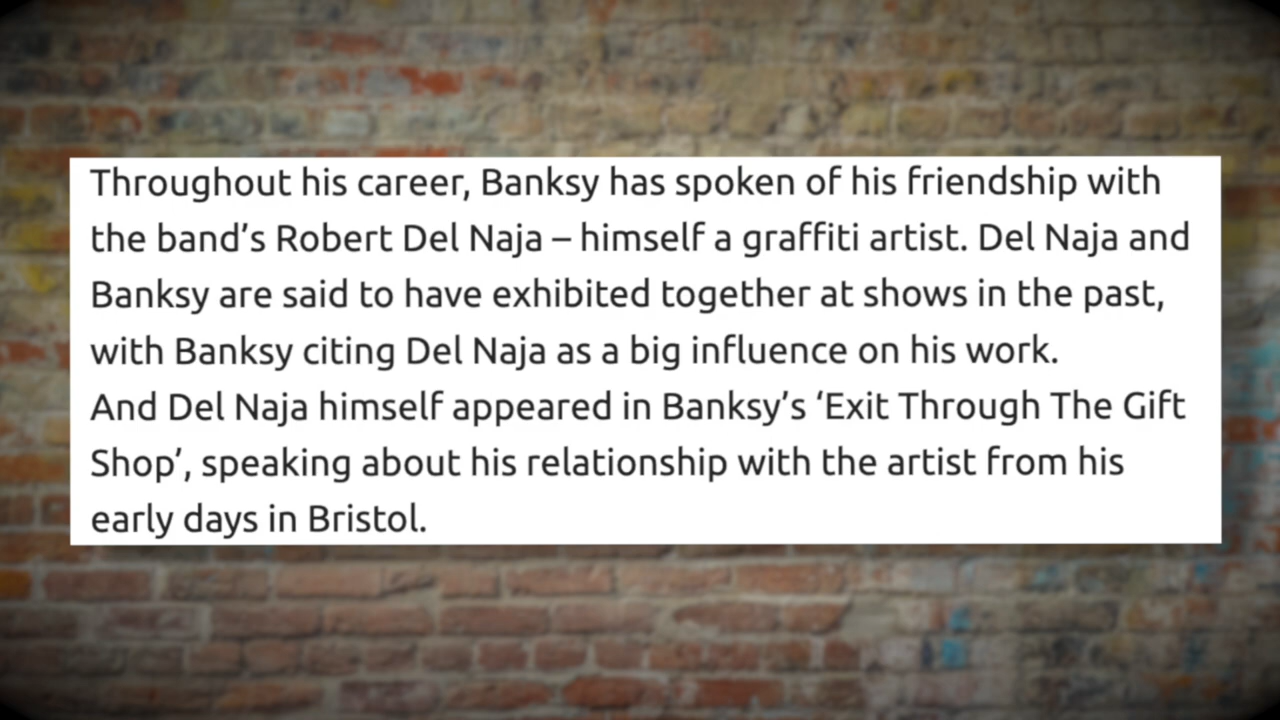 Throughout his career, Banksy has spoken of his friendship with
the band’s Robert Del Naja – himself a graffiti artist. Del Naja and
Banksy are said to have exhibited together at shows in the past,
with Banksy citing Del Naja as a big influence on his work.
And Del Naja himself appeared in Banksy’s ‘Exit Through The Gift
Shop’, speaking about his relationship with the artist from his
early days in Bristol.